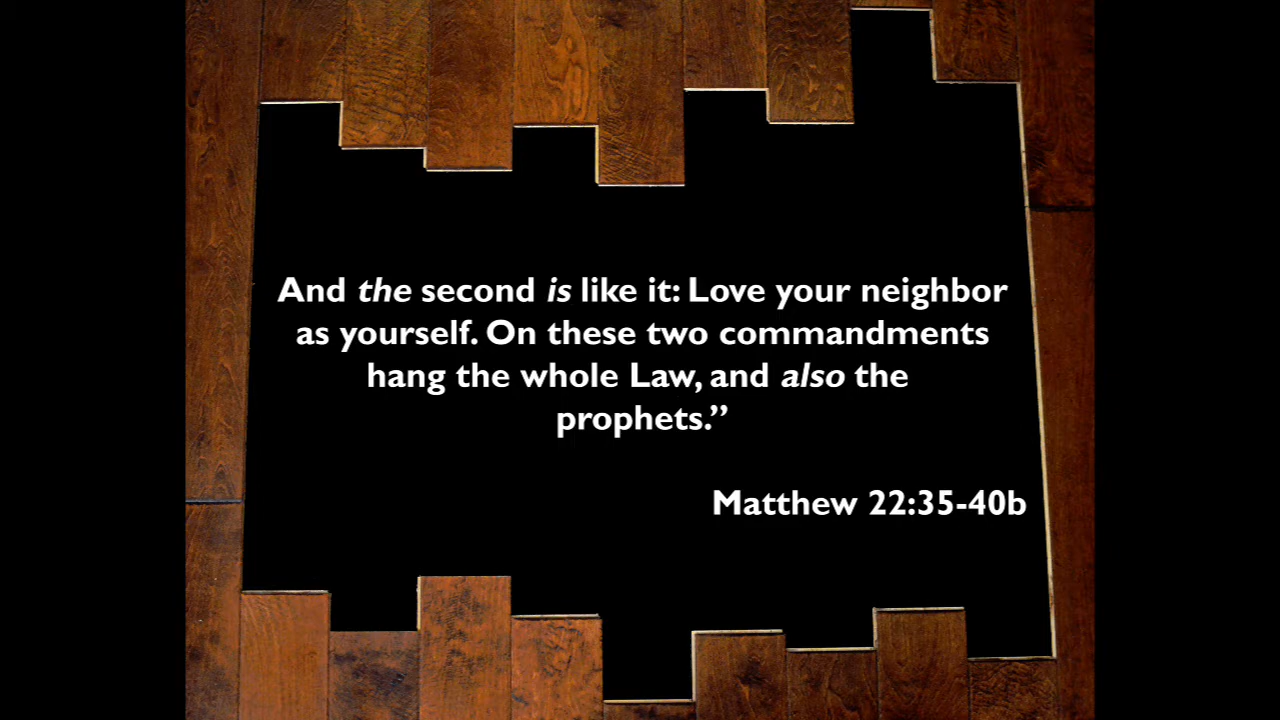 And the second is like it: Love your neighbor
as yourself. On these two commandments
hang the whole Law, and also the
prophets.”
Matthew 22:35-40b